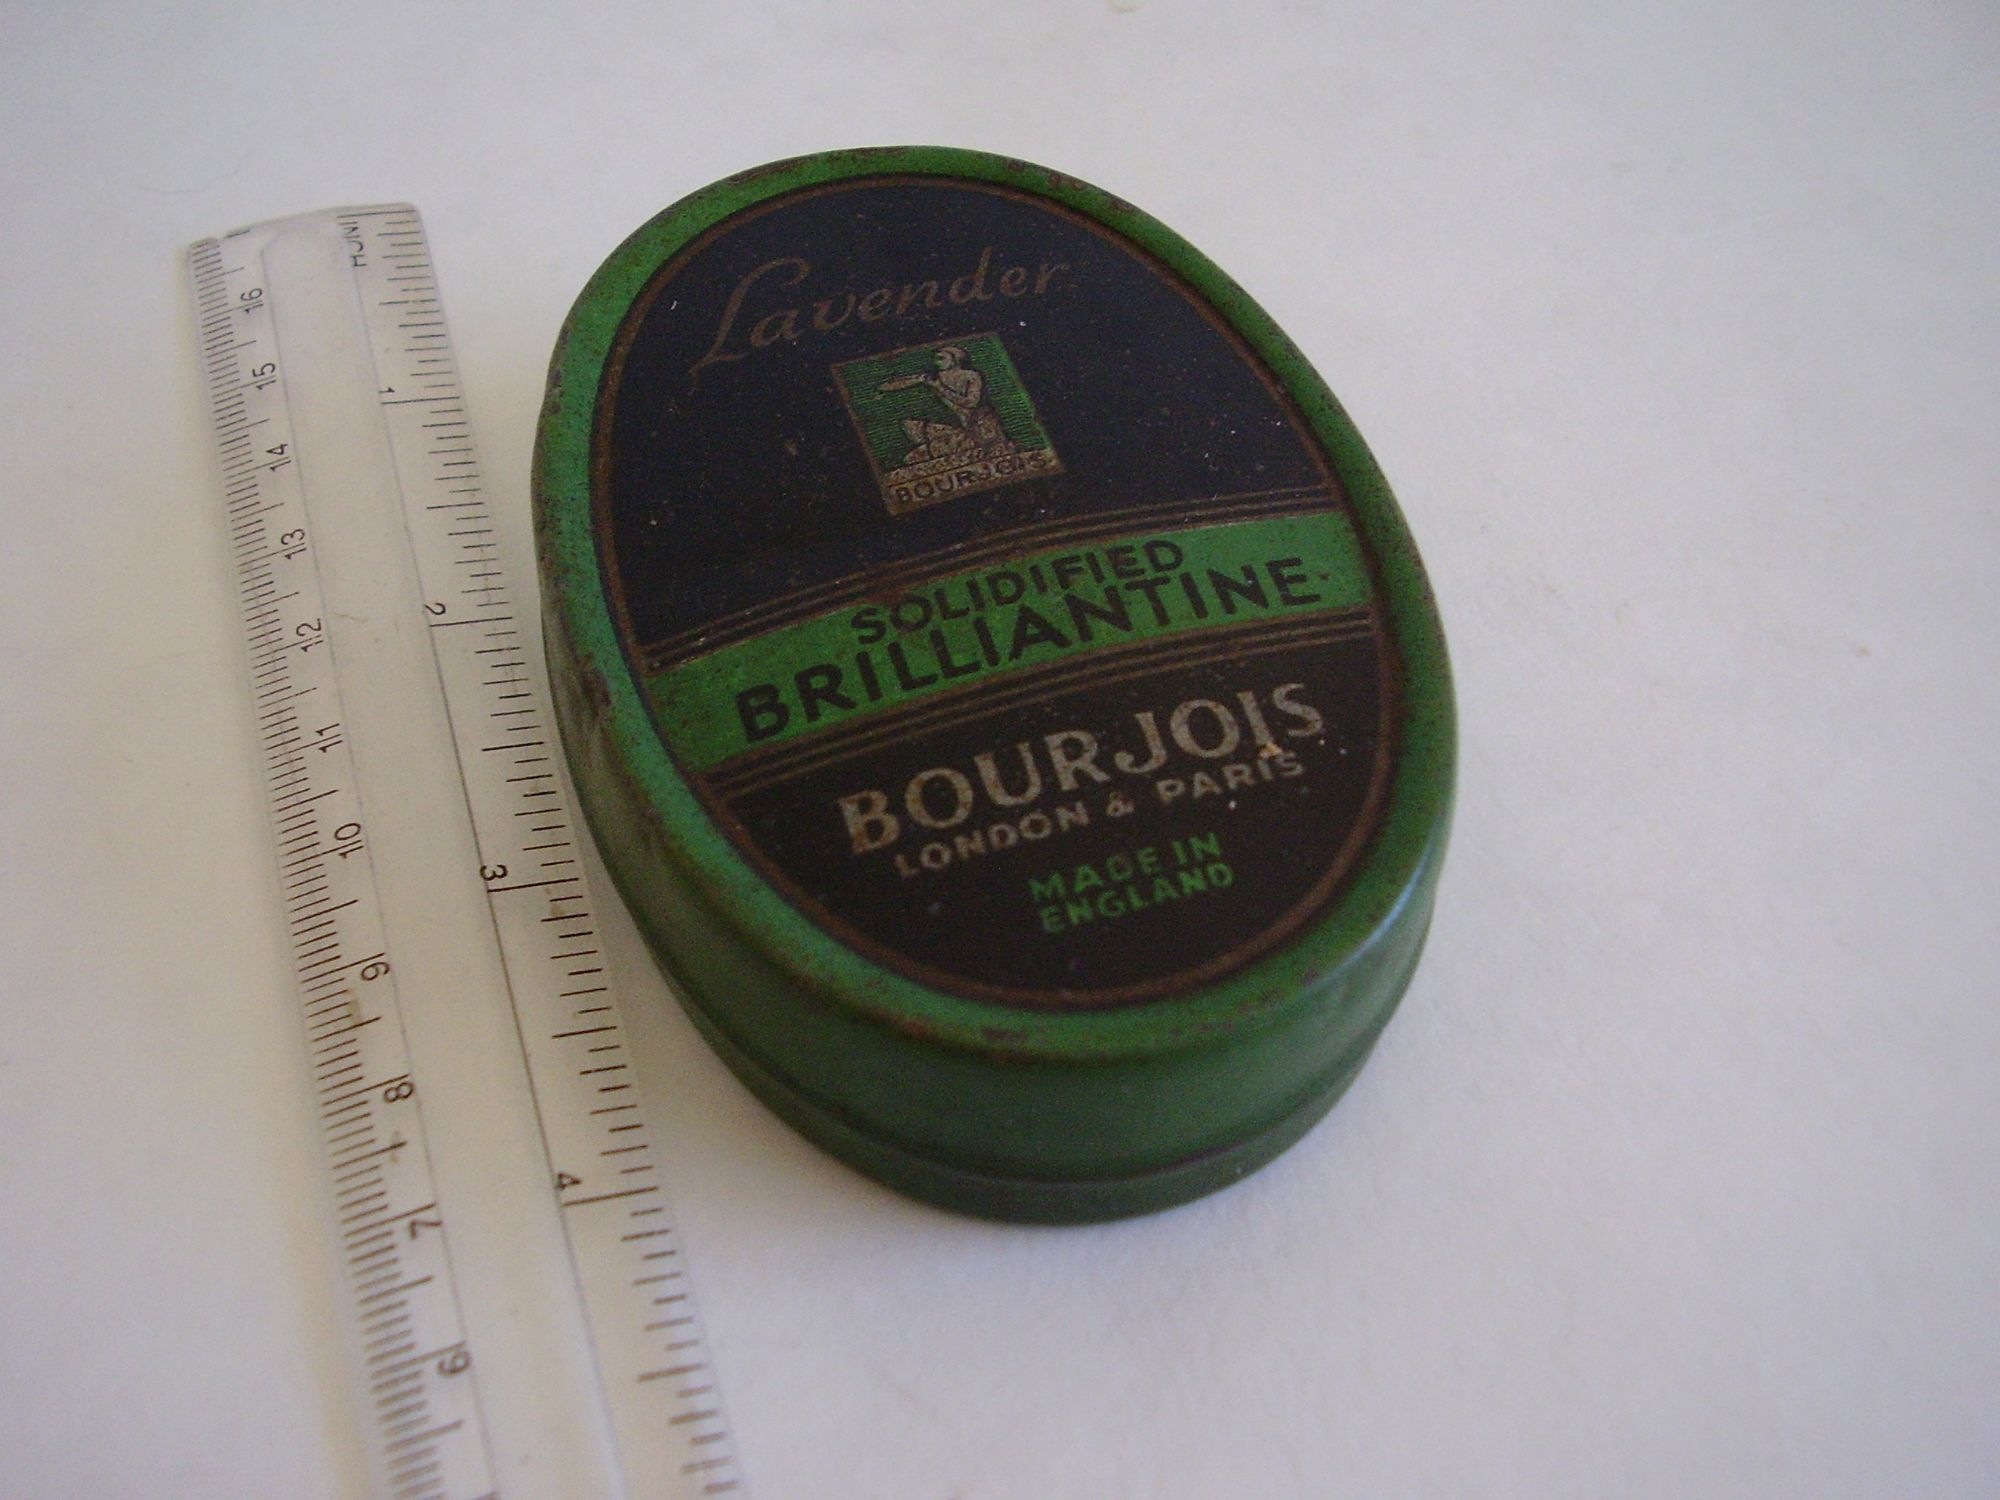 Lavender
BOURJOIS
SOLIDIFIED
BRILLIANTINE
BOURJOIS
LONDON & PARIS
MADE IN
ENGLAND
16
15
14
13
12
11
10
9
8
7
6
1
2
3
4